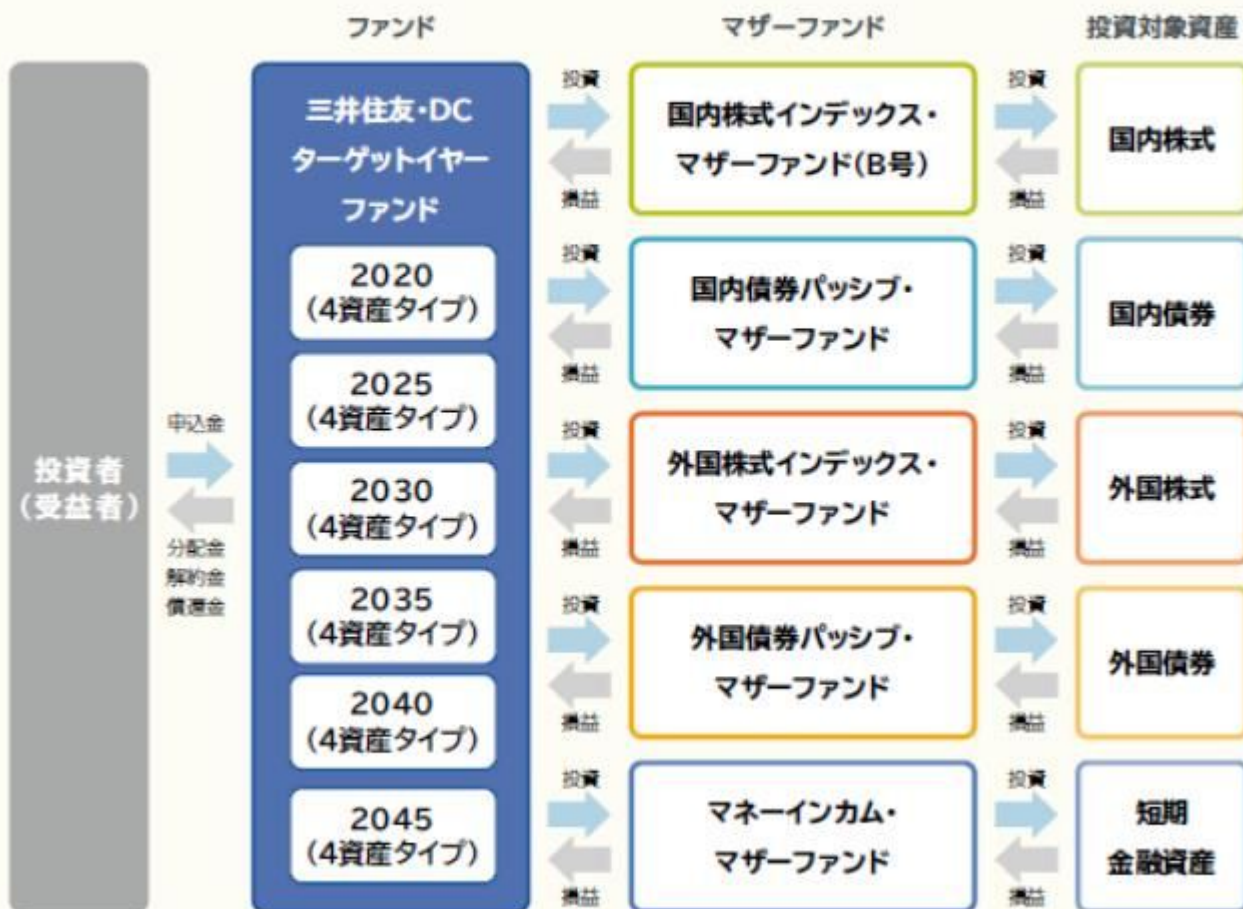 ファンド
マザーファンド
投資対象資産
投資者
(受益者)
申込金
分配金
解約金
償還金
三井住友・DC
ターゲットイヤー
ファンド
2020
(4資産タイプ)
2025
(4資産タイプ)
2030
(4資産タイプ)
2035
(4資産タイプ)
2040
(4資産タイプ)
2045
(4資産タイプ)
投資
損益
国内株式インデックス・
マザーファンド(B号)
投資
損益
国内株式
投資
損益
国内債券パッシブ・
マザーファンド
投資
損益
国内債券
投資
損益
外国株式インデックス・
マザーファンド
投資
損益
外国株式
投資
損益
外国債券パッシブ・
マザーファンド
投資
損益
外国債券
投資
損益
マネーインカム・
マザーファンド
投資
損益
短期
金融資産